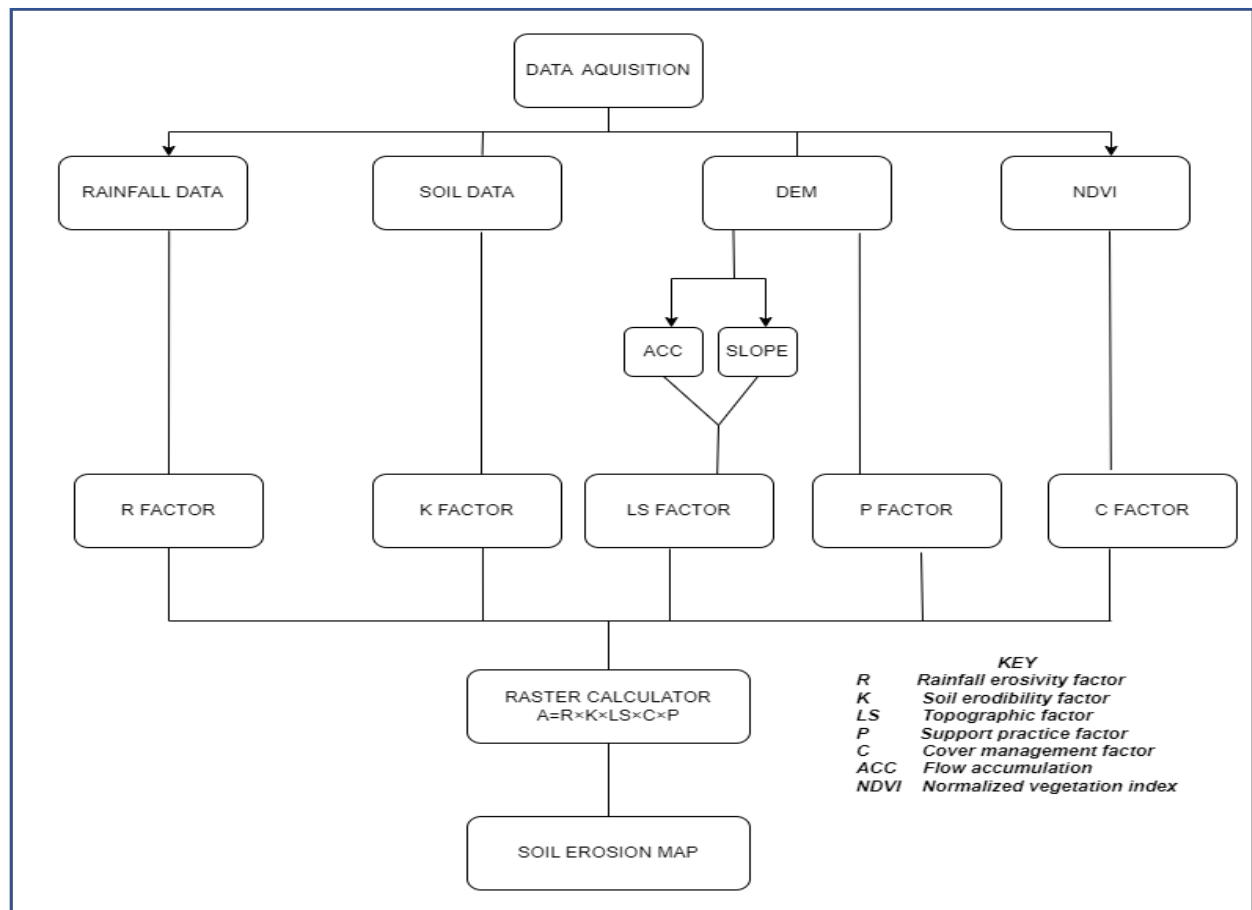 DATA AQUISITION
RAINFALL DATA
SOIL DATA
DEM
NDVI
ACC
SLOPE
R FACTOR
K FACTOR
LS FACTOR
P FACTOR
C FACTOR
RASTER CALCULATOR
A=R×K×LS×C×P
SOIL EROSION MAP
KEY
R Rainfall erosivity factor
K Soil erodibility factor
LS Topographic factor
P Support practice factor
C Cover management factor
ACC Flow accumulation
NDVI Normalized vegetation index